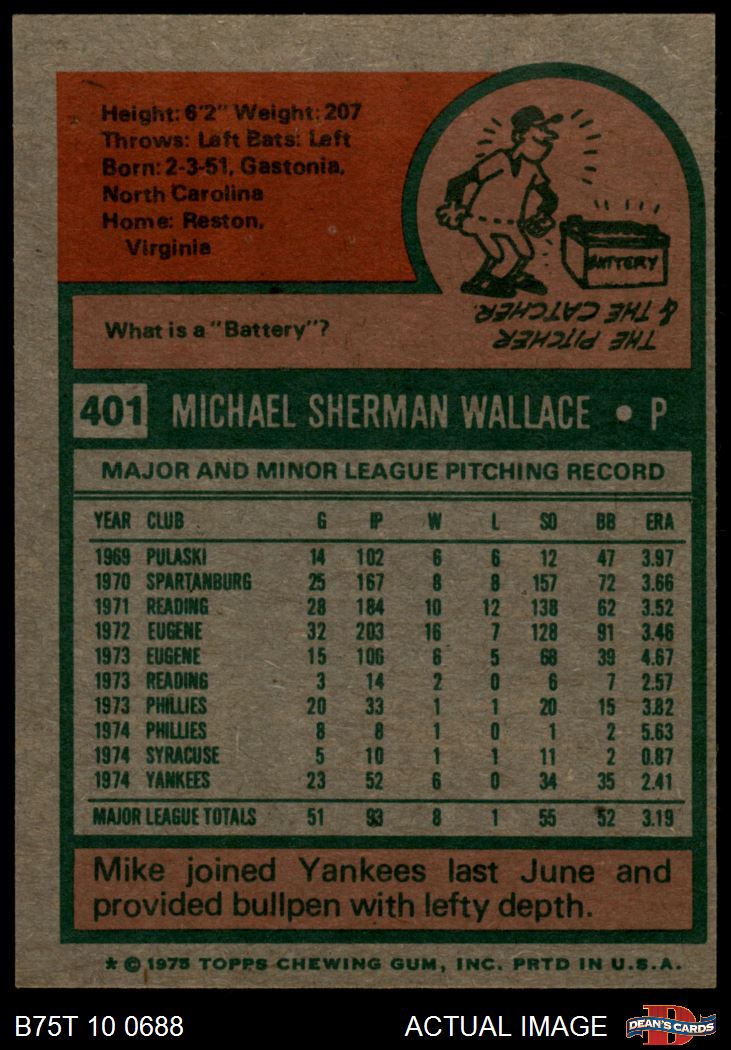 Height: 6'2" Weight: 207
Throws: Left Bats: Left
Born: 2-3-51, Gastonia,
North Carolina
Home: Reston,
Virginia
BATTERY
What is a "Battery"?
THE PITCHER
& THE CATCHER.
401 MICHAEL SHERMAN WALLACE • P
MAJOR AND MINOR LEAGUE PITCHING RECORD
YEAR CLUB G IP W L SO BB ERA
1969 PULASKI 14 102 6 6 12 47 3.97
1970 SPARTANBURG 25 167 8 8 157 72 3.66
1971 READING 28 184 10 12 138 62 3.52
1972 EUGENE 32 203 16 7 128 91 3.46
1973 EUGENE 15 106 6 5 68 39 4.67
1973 READING 3 14 2 0 6 7 2.57
1973 PHILLIES 20 33 1 1 20 15 3.82
1974 PHILLIES 8 8 1 0 1 2 5.63
1974 SYRACUSE 5 10 1 1 11 2 0.87
1974 YANKEES 23 52 6 0 34 35 2.41
MAJOR LEAGUE TOTALS 51 93 8 1 55 52 3.19
Mike joined Yankees last June and
provided bullpen with lefty depth.
* © 1975 TOPPS CHEWING GUM, INC. PRTD IN U.S.A.
B75T 10 0688 ACTUAL IMAGE DEAN'S CARDS